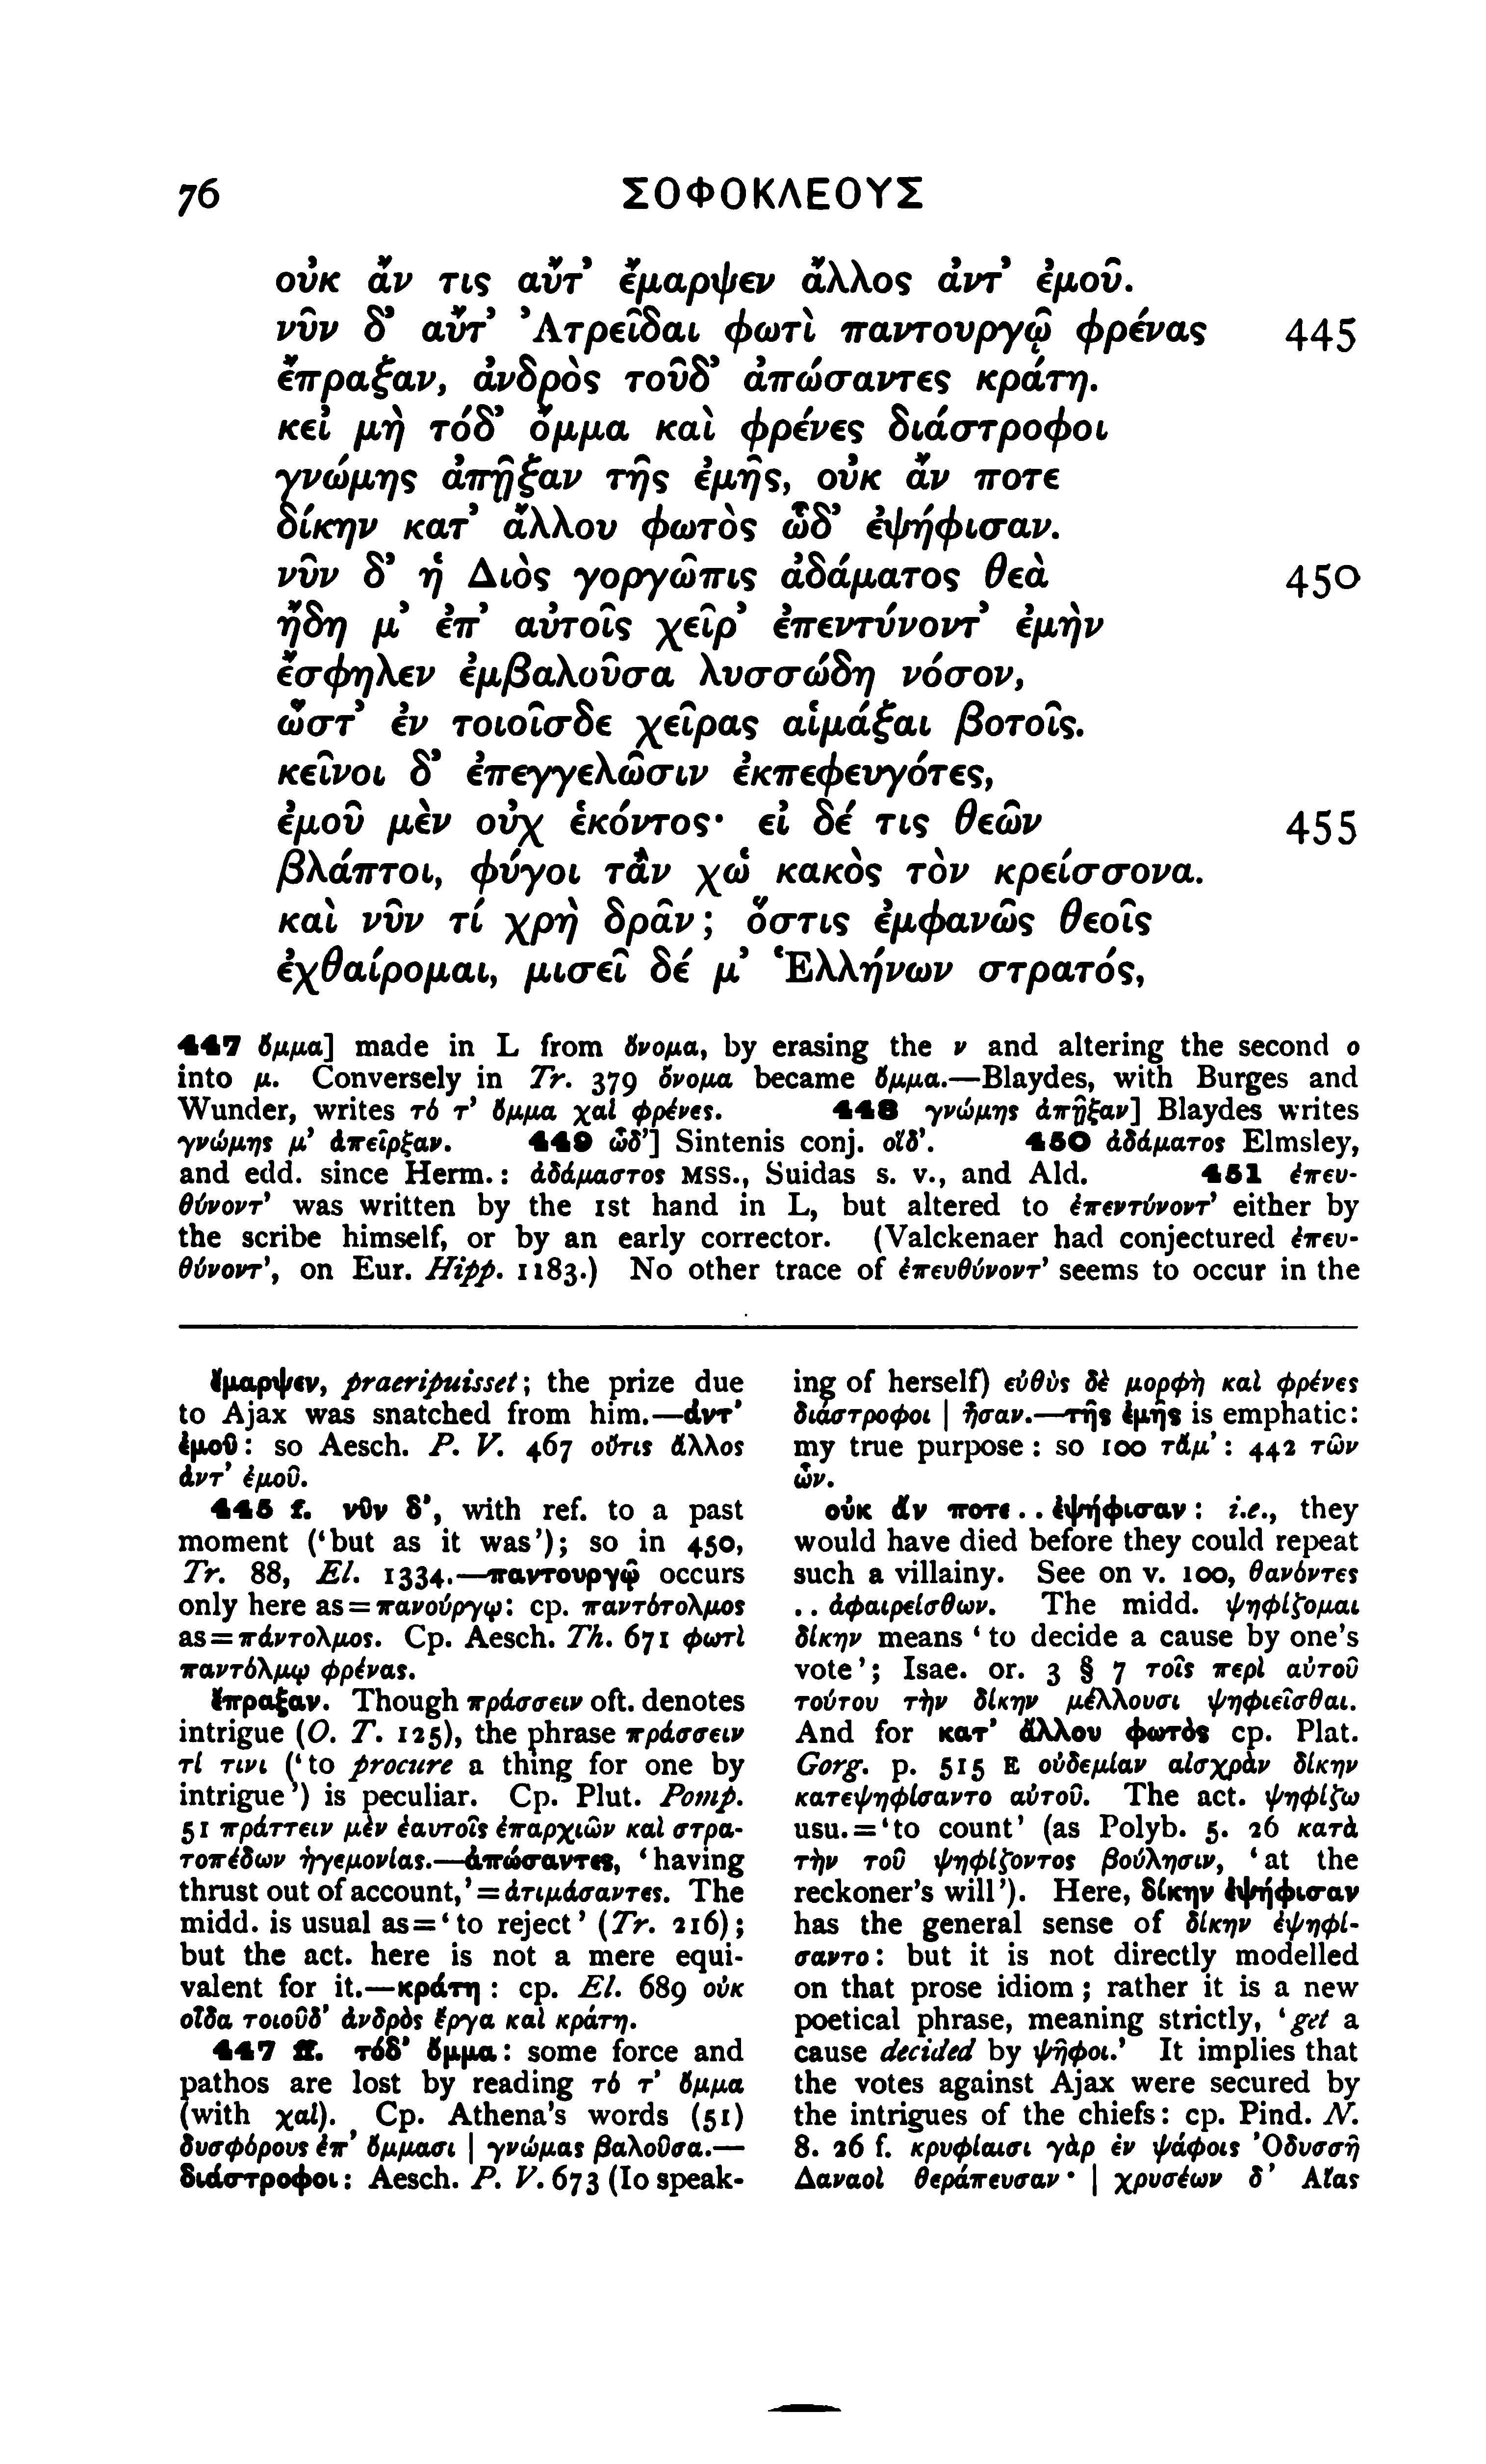 76
ΣΟΦΟΚΛΕΟΥΣ
οὐκ ἄν τις αὔτ’ ἔμαρψεν ἄλλος ἀντ’ ἐμοῦ.
νῦν δ’ αὔτ’ Ἀτρεῖδαι φωτὶ παντουργῷ φρένας 445
ἔπραξαν, ἀνδρὸς τοῦδ’ ἀπώσαντες κράτη.
κεἰ μὴ τόδ’ ὄμμα καὶ φρένες διάστροφοι
γνώμης ἀπῇξαν τῆς ἐμῆς, οὐκ ἄν ποτε
δίκην κατ’ ἄλλου φωτὸς ὧδ’ ἐψήφισαν.
νῦν δ’ ἡ Διὸς γοργῶπις ἀδάματος θεὰ 450
ἤδη μ’ ἐπ’ αὐτοῖς χεῖρ’ ἐπεντύνοντ’ ἐμὴν
ἔσφηλεν ἐμβαλοῦσα λυσσώδη νόσον,
ὥστ’ ἐν τοιοῖσδε χεῖρας αἱμάξαι βοτοῖς.
κεῖνοι δ’ ἐπεγγελῶσιν ἐκπεφευγότες,
ἐμοῦ μὲν οὐχ ἑκόντος· εἰ δέ τις θεῶν 455
βλάπτοι, φύγοι τἂν χὠ κακὸς τὸν κρείσσονα.
καὶ νῦν τί χρὴ δρᾶν; ὅστις ἐμφανῶς θεοῖς
ἐχθαίρομαι, μισεῖ δέ μ’ Ἑλλήνων στρατός,
447 ὄμμα] made in L from ὄνομα, by erasing the ν and altering the second ο
into μ. Conversely in Tr. 379 ὄνομα became ὄμμα.—Blaydes, with Burges and
Wunder, writes τό τ’ ὄμμα χαἰ φρένες. 448 γνώμης ἀπῇξαν] Blaydes writes
γνώμης μ’ ἀπεῖρξαν. 449 ὧδ’] Sintenis conj. οἵδ’. 450 ἀδάματος Elmsley,
and edd. since Herm.: ἀδάμαστος MSS., Suidas s. v., and Ald. 451 ἐπευ-
θύνοντ’ was written by the 1st hand in L, but altered to ἐπεντύνοντ’ either by
the scribe himself, or by an early corrector. (Valckenaer had conjectured ἐπευ-
θύνοντ’, on Eur. Hipp. 1183.) No other trace of ἐπευθύνοντ’ seems to occur in the
ἔμαρψεν, praeripuisset; the prize due
to Ajax was snatched from him.—ἀντ’
ἐμοῦ: so Aesch. P. V. 467 οὔτις ἄλλος
ἀντ’ ἐμοῦ.
445 f. νῦν δ’, with ref. to a past
moment (‘but as it was’); so in 450,
Tr. 88, El. 1334.—παντουργῷ occurs
only here as=πανούργῳ: cp. παντότολμος
as=πάντολμος. Cp. Aesch. Th. 671 φωτὶ
παντόλμῳ φρένας.
ἔπραξαν. Though πράσσειν oft. denotes
intrigue (O. T. 125), the phrase πράσσειν
τί τινι (‘to procure a thing for one by
intrigue’) is peculiar. Cp. Plut. Pomp.
51 πράττειν μὲν ἑαυτοῖς ἐπαρχιῶν καὶ στρα-
τοπέδων ἡγεμονίας.—ἀπώσαντες, ‘having
thrust out of account,’=ἀτιμάσαντες. The
midd. is usual as=‘to reject’ (Tr. 216);
but the act. here is not a mere equi-
valent for it.—κράτη: cp. El. 689 οὐκ
οἶδα τοιοῦδ’ ἀνδρὸς ἔργα καὶ κράτη.
447 ff. τόδ’ ὄμμα: some force and
pathos are lost by reading τό τ’ ὄμμα
(with χαἰ). Cp. Athena’s words (51)
δυσφόρους ἐπ’ ὄμμασι | γνώμας βαλοῦσα.—
διάστροφοι: Aesch. P. V. 673 (Io speak-
ing of herself) εὐθὺς δὲ μορφὴ καὶ φρένες
διάστροφοι | ἦσαν.—τῆς ἐμῆς is emphatic:
my true purpose: so 100 τἄμ’: 442 τῶν
ὧν.
οὐκ ἄν ποτε..ἐψήφισαν: i.e., they
would have died before they could repeat
such a villainy. See on v. 100, θανόντες
..ἀφαιρείσθων. The midd. ψηφίζομαι
δίκην means ‘to decide a cause by one’s
vote’; Isae. or. 3 § 7 τοῖς περὶ αὐτοῦ
τούτου τὴν δίκην μέλλουσι ψηφιεῖσθαι.
And for κατ’ ἄλλου φωτὸς cp. Plat.
Gorg. p. 515 E οὐδεμίαν αἰσχρὰν δίκην
κατεψηφίσαντο αὐτοῦ. The act. ψηφίζω
usu.=‘to count’ (as Polyb. 5. 26 κατὰ
τὴν τοῦ ψηφίζοντος βούλησιν, ‘at the
reckoner’s will’). Here, δίκην ἐψήφισαν
has the general sense of δίκην ἐψηφί-
σαντο: but it is not directly modelled
on that prose idiom; rather it is a new
poetical phrase, meaning strictly, ‘get a
cause decided by ψῆφοι.’ It implies that
the votes against Ajax were secured by
the intrigues of the chiefs: cp. Pind. N.
8. 26 f. κρυφίαισι γὰρ ἐν ψάφοις Ὀδυσσῆ
Δαναοὶ θεράπευσαν· | χρυσέων δ’ Αἴας